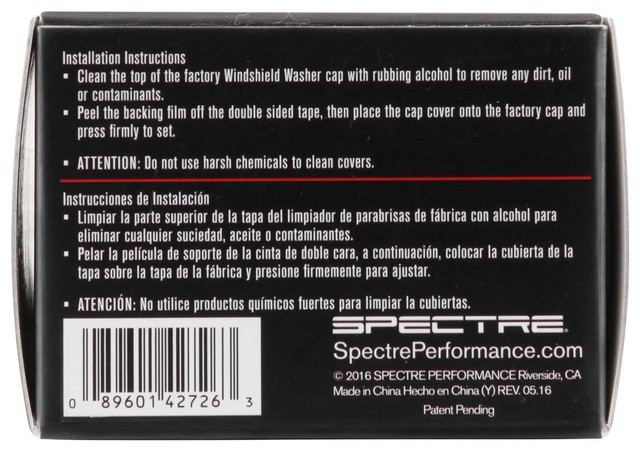 Installation Instructions
▪ Clean the top of the factory Windshield Washer cap with rubbing alcohol to remove any dirt, oil
or contaminants.
▪ Peel the backing film off the double sided tape, then place the cap cover onto the factory cap and
press firmly to set.
▪ ATTENTION: Do not use harsh chemicals to clean covers.
Instrucciones de Instalación
▪ Limpiar la parte superior de la tapa del limpiador de parabrisas de fábrica con alcohol para
eliminar cualquier suciedad, aceite o contaminantes.
▪ Pelar la película de soporte de la cinta de doble cara, a continuación, colocar la cubierta de la
tapa sobre la tapa de la fábrica y presione firmemente para ajustar.
▪ ATENCIÓN: No utilice productos químicos fuertes para limpiar la cubiertas.
SPECTRE®
SpectrePerformance.com
© 2016 SPECTRE PERFORMANCE Riverside, CA
Made in China Hecho en China (Y) REV. 05.16
Patent Pending
0 89601 42726 3